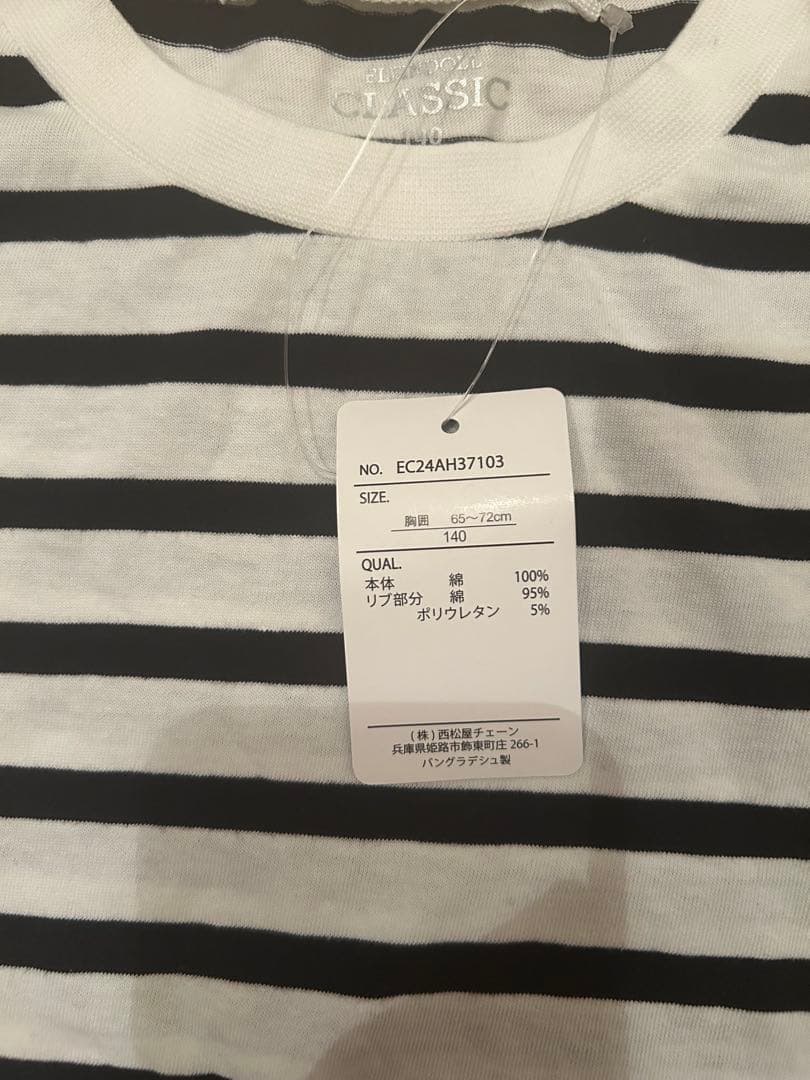 ELFINDOLL
CLASSIC
140
NO. EC24AH37103
SIZE.
胸囲 65〜72cm
140
QUAL.
本体 綿 100%
リブ部分 綿 95%
ポリウレタン 5%
(株)西松屋チェーン
兵庫県姫路市飾東町庄 266-1
バングラデシュ製